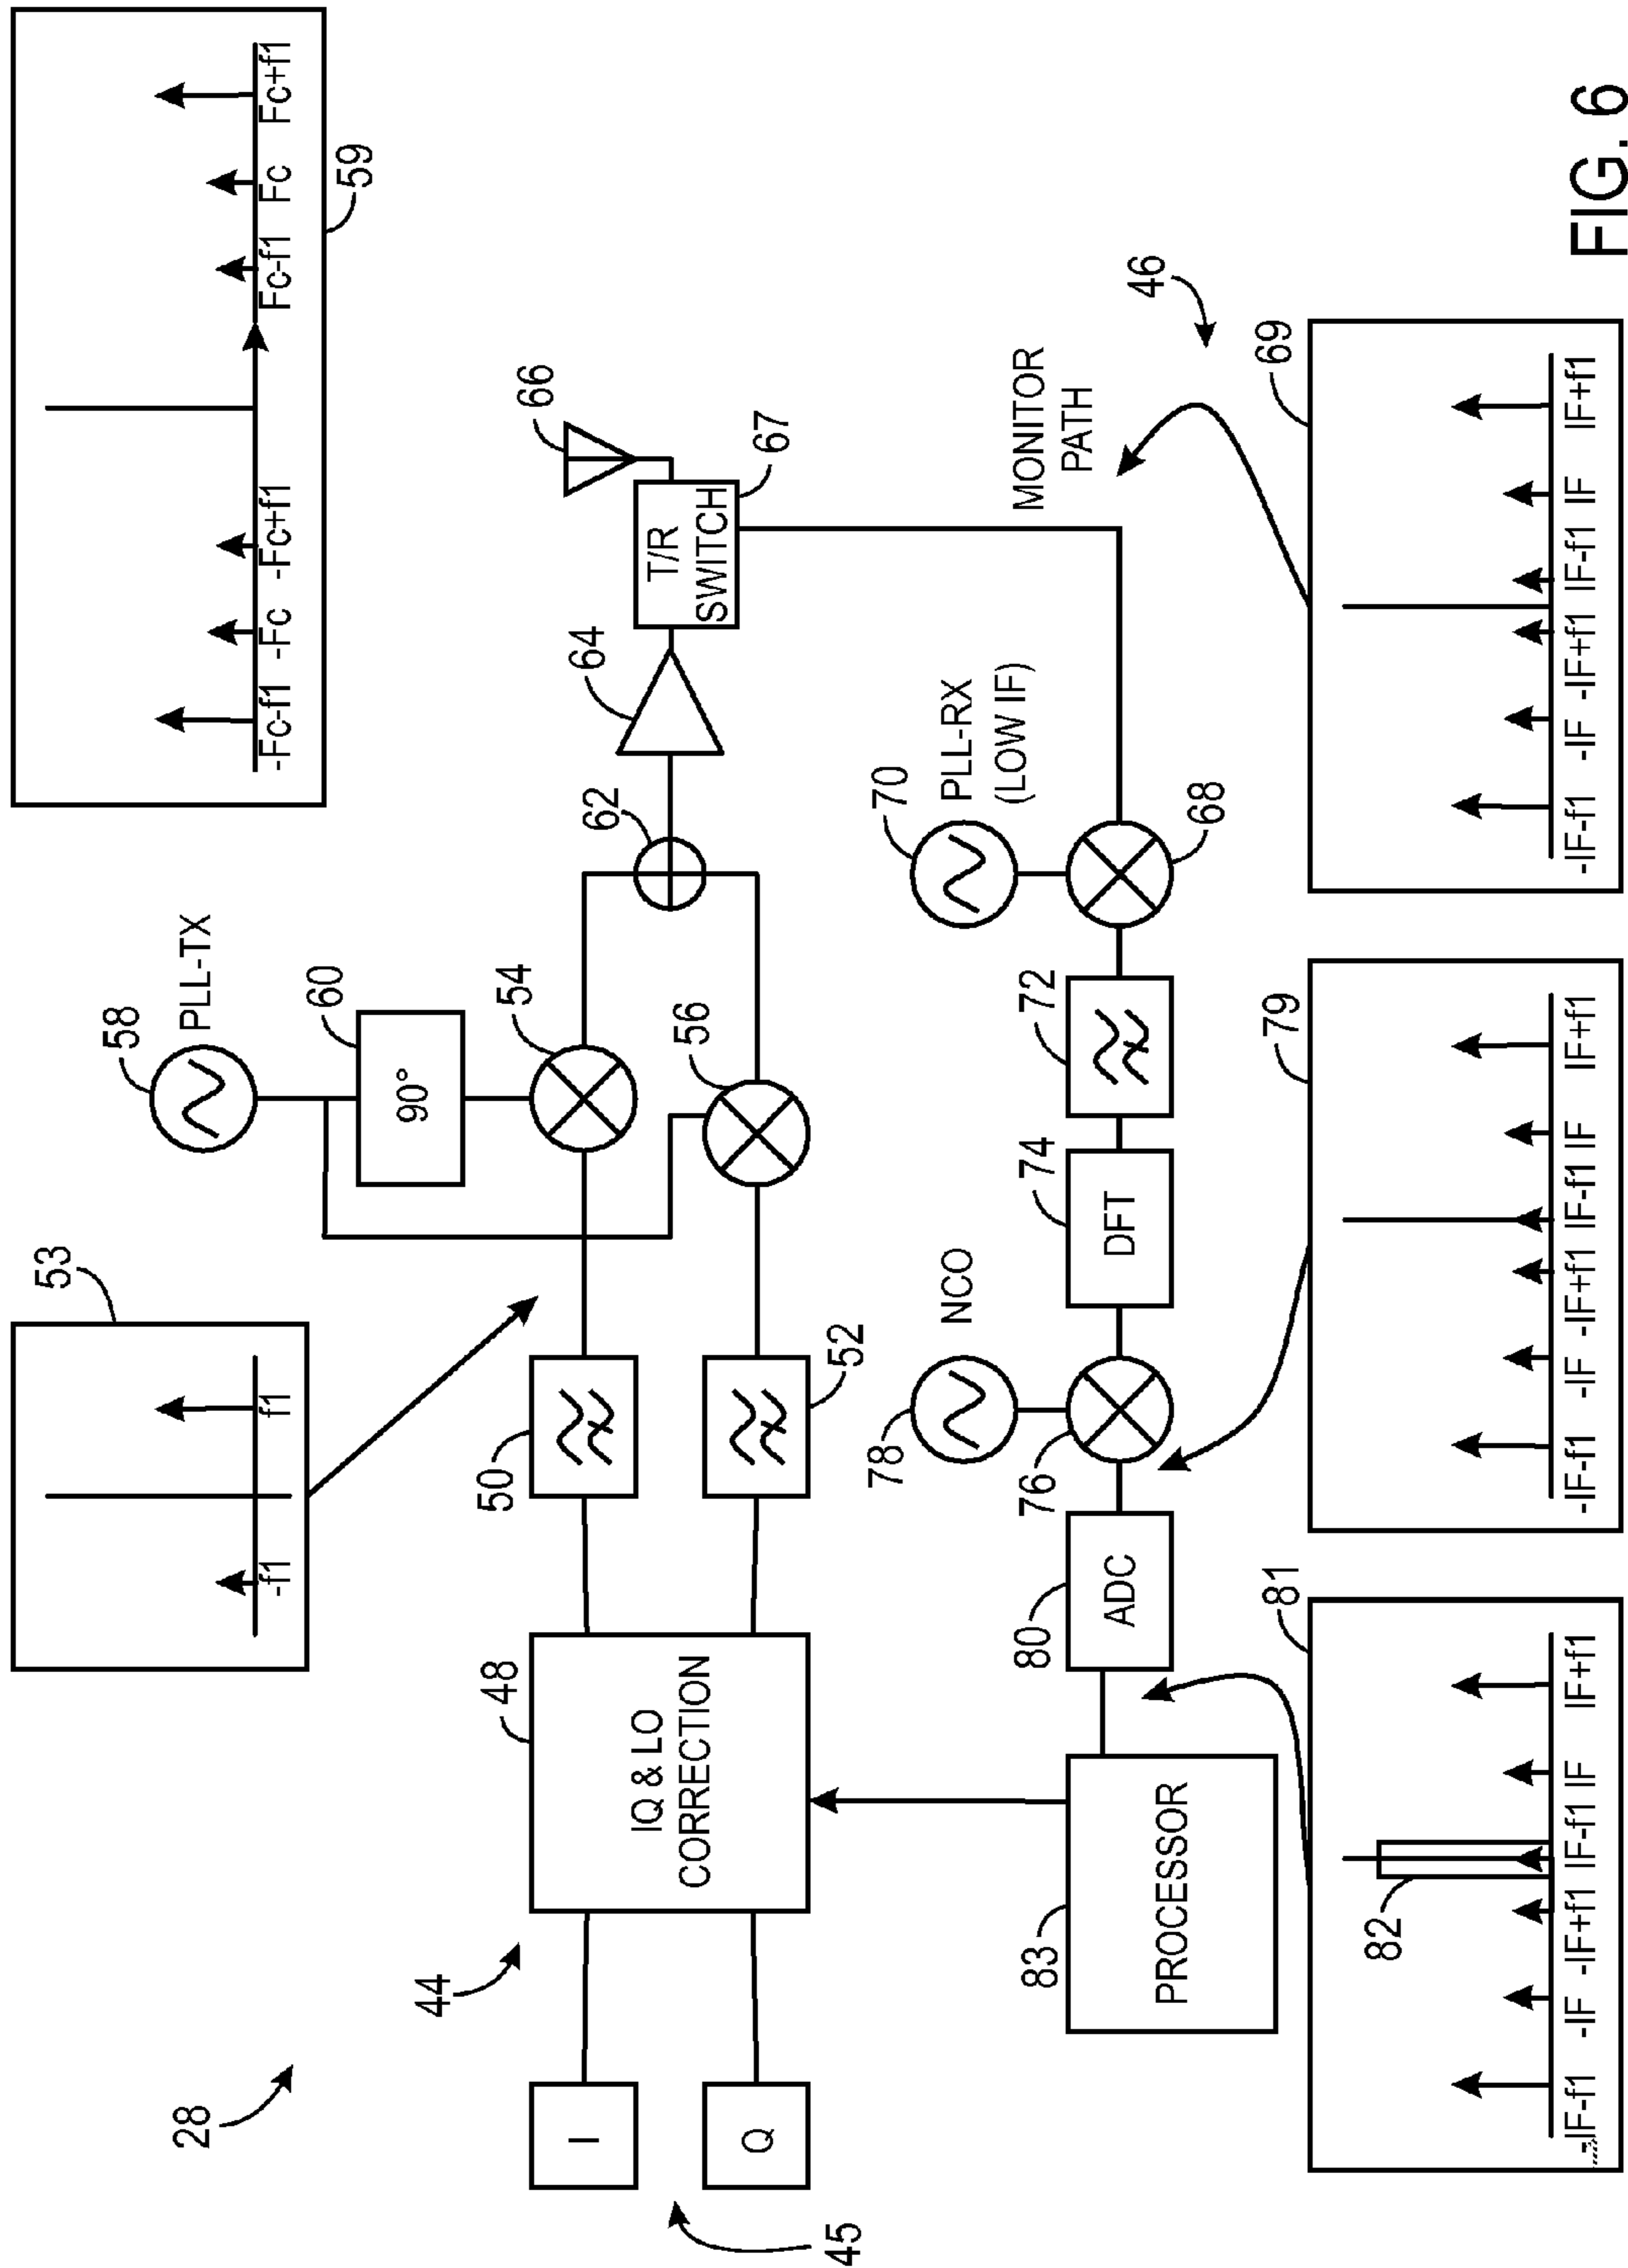 28
44
45
I
Q
48
IQ & LO
CORRECTION
50
52
53
-f1
f1
58
PLL-TX
60
90°
54
56
59
-Fc-f1
-Fc
-Fc+f1
Fc-f1
Fc
Fc+f1
62
64
66
67
T/R
SWITCH
46
MONITOR
PATH
70
PLL-RX
(LOW IF)
68
72
74
DFT
78
NCO
76
80
ADC
83
PROCESSOR
81
82
-IF-f1
-IF
-IF+f1
IF-f1
IF
IF+f1
79
-IF-f1
-IF
-IF+f1
IF-f1
IF
IF+f1
69
-IF-f1
-IF
-IF+f1
IF-f1
IF
IF+f1
FIG. 6